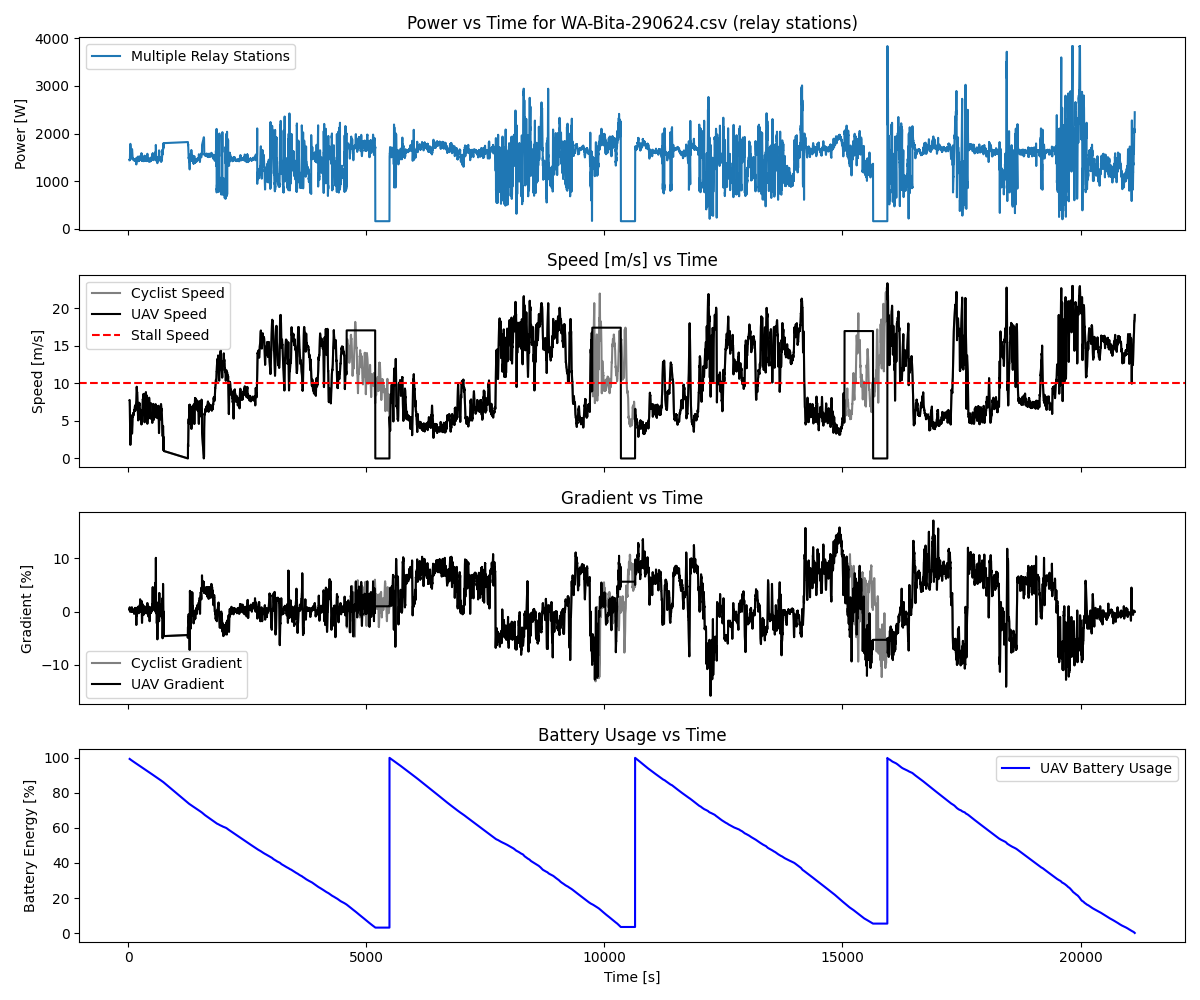 Power vs Time for WA-Bita-290624.csv (relay stations)
Power [W]
4000
3000
2000
1000
0
Multiple Relay Stations
Speed [m/s] vs Time
Speed [m/s]
20
15
10
5
0
Cyclist Speed
UAV Speed
Stall Speed
Gradient vs Time
Gradient [%]
10
0
−10
Cyclist Gradient
UAV Gradient
Battery Usage vs Time
Battery Energy [%]
100
80
60
40
20
0
UAV Battery Usage
0 5000 10000 15000 20000
Time [s]